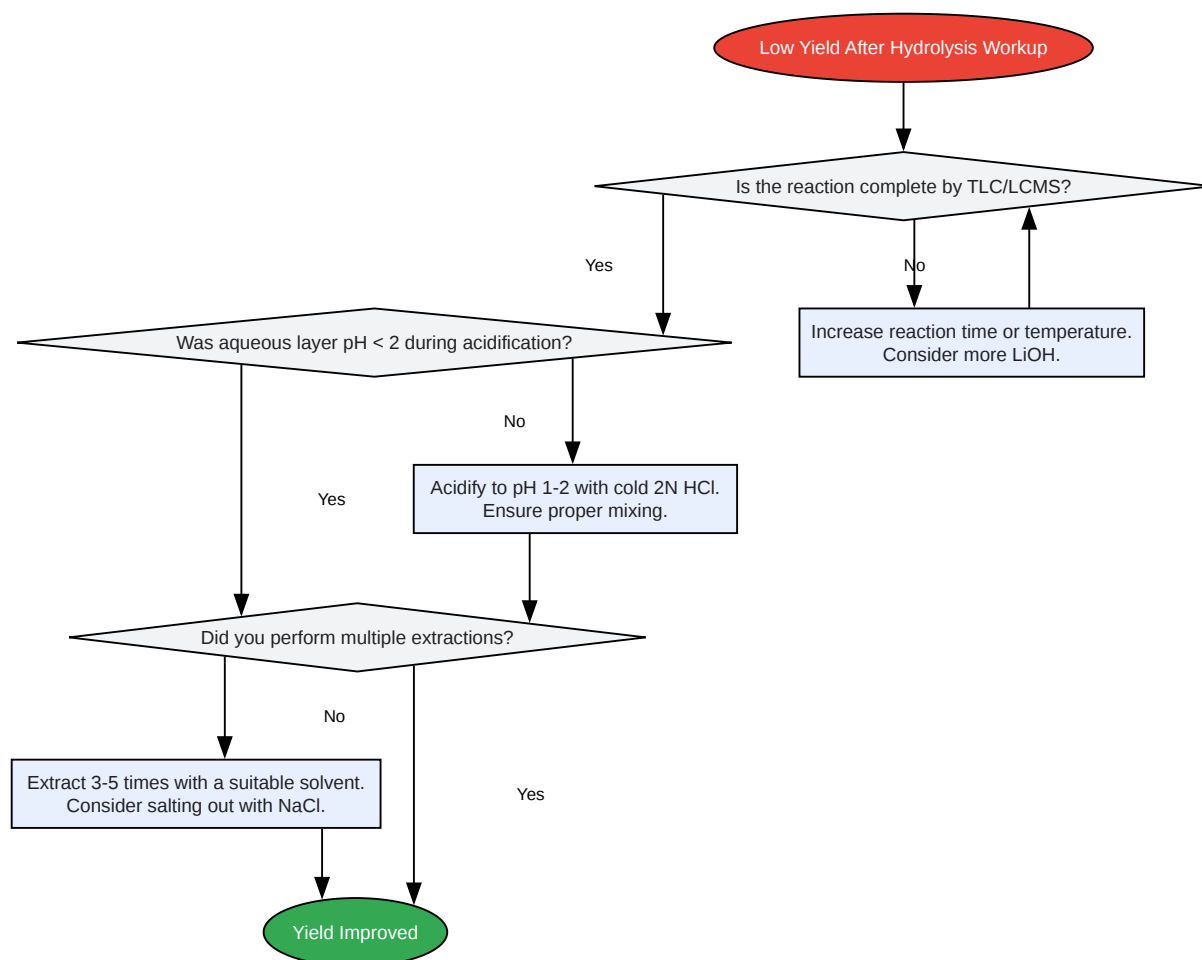 Low Yield After Hydrolysis Workup
Is the reaction complete by TLC/LCMS?
Yes
No
Increase reaction time or temperature.
Consider more LiOH.
Was aqueous layer pH < 2 during acidification?
No
Yes
Acidify to pH 1-2 with cold 2N HCl.
Ensure proper mixing.
Did you perform multiple extractions?
No
Yes
Extract 3-5 times with a suitable solvent.
Consider salting out with NaCl.
Yield Improved